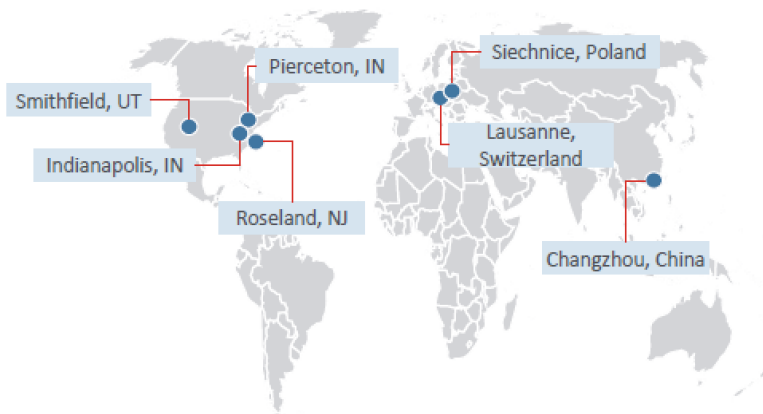 Siechnice, Poland
Pierceton, IN
Smithfield, UT
Lausanne,
Switzerland
Indianapolis, IN
Roseland, NJ
Changzhou, China